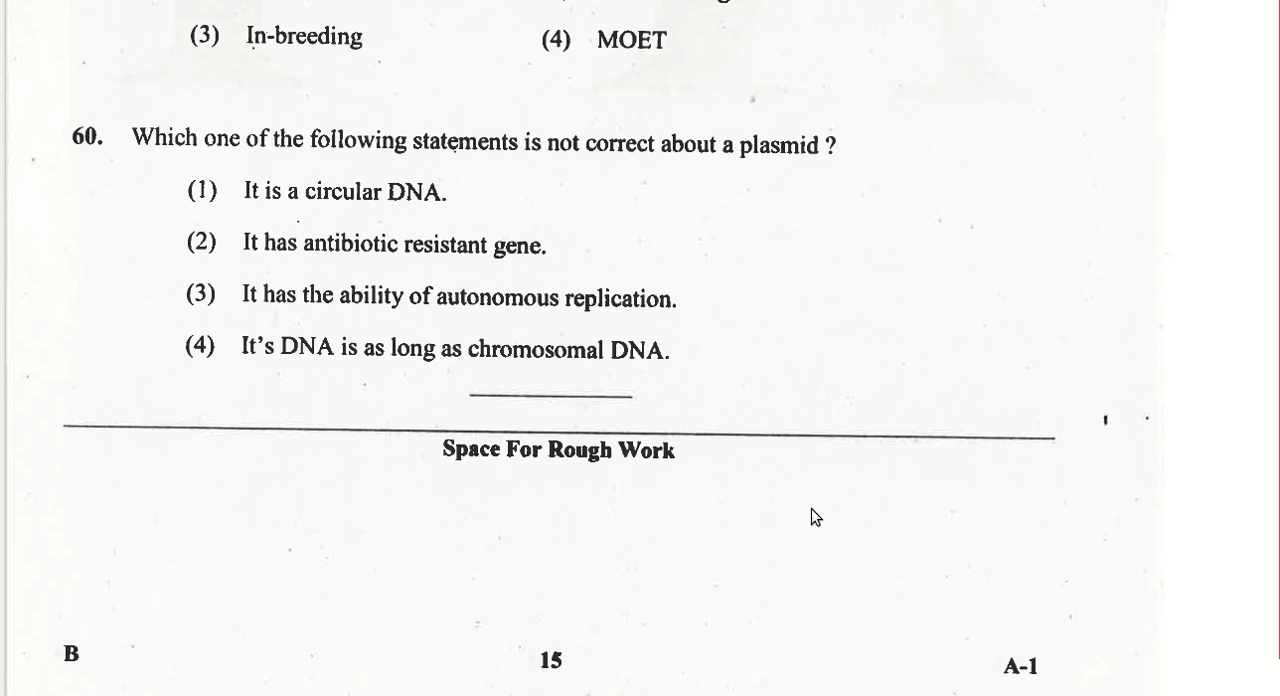 (3) In-breeding (4) MOET
60. Which one of the following statements is not correct about a plasmid ?
(1) It is a circular DNA.
(2) It has antibiotic resistant gene.
(3) It has the ability of autonomous replication.
(4) It's DNA is as long as chromosomal DNA.
Space For Rough Work
B 15 A-1